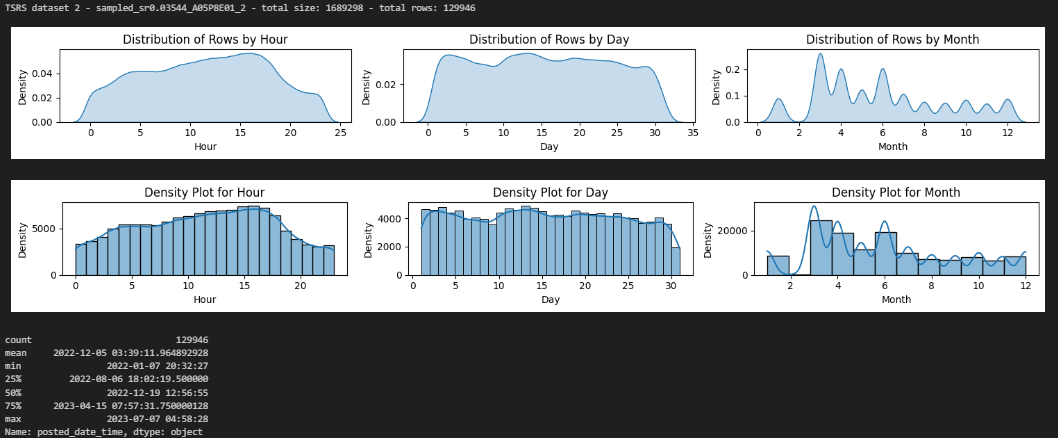 TSRS dataset 2 - sampled_sr0.03544_A05P8E01_2 - total size: 1689298 - total rows: 129946
Distribution of Rows by Hour
Density
0.04
0.02
0.00
0 5 10 15 20 25
Hour
Distribution of Rows by Day
Density
0.02
0.00
0 5 10 15 20 25 30 35
Day
Distribution of Rows by Month
Density
0.2
0.1
0.0
0 2 4 6 8 10 12
Month
Density Plot for Hour
Density
5000
0
0 5 10 15 20
Hour
Density Plot for Day
Density
4000
2000
0
0 5 10 15 20 25 30
Day
Density Plot for Month
Density
20000
0
2 4 6 8 10 12
Month
count 129946
mean 2022-12-05 03:39:11.964892928
min 2022-01-07 20:32:27
25% 2022-08-06 18:02:19.500000
50% 2022-12-19 12:56:55
75% 2023-04-15 07:57:31.750000128
max 2023-07-07 04:58:28
Name: posted_date_time, dtype: object